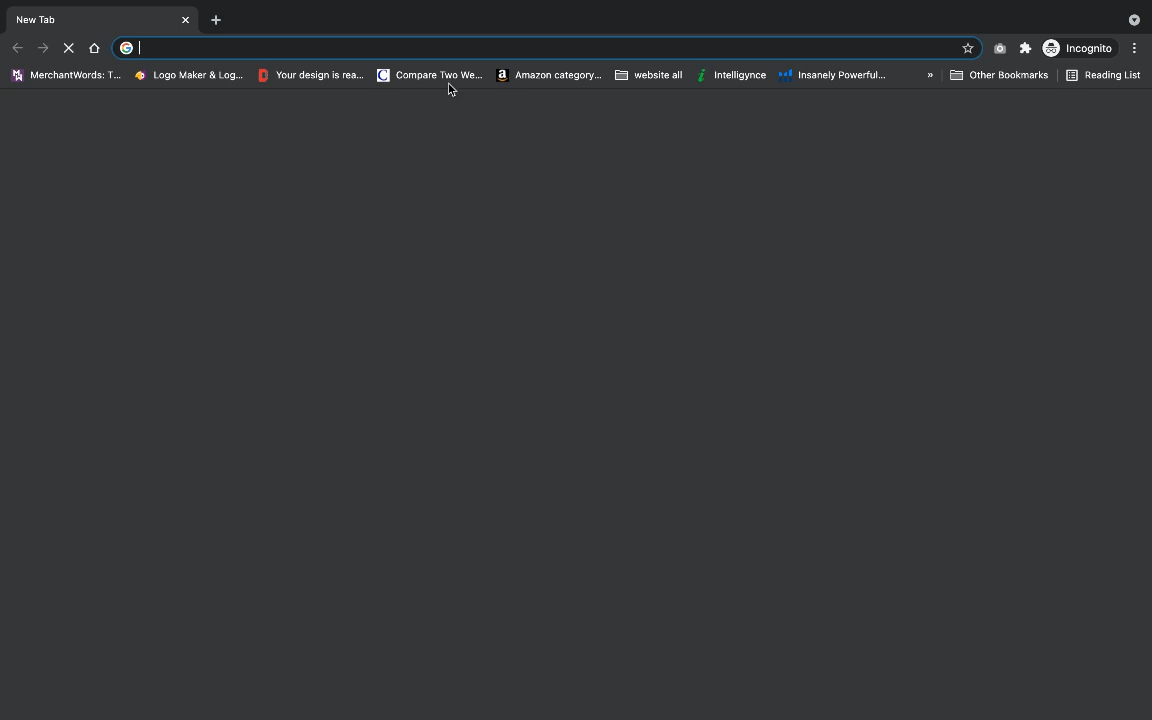 New Tab
Incognito
MerchantWords: T... Logo Maker & Log... Your design is rea... Compare Two We... Amazon category... website all Intelligynce Insanely Powerful... » Other Bookmarks Reading List